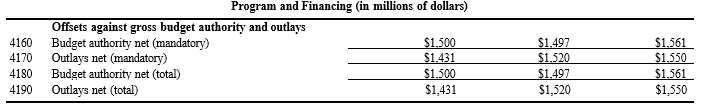 Program and Financing (in millions of dollars)
Offsets against gross budget authority and outlays
4160 Budget authority net (mandatory) $1,500 $1,497 $1,561
4170 Outlays net (mandatory) $1,431 $1,520 $1,550
4180 Budget authority net (total) $1,500 $1,497 $1,561
4190 Outlays net (total) $1,431 $1,520 $1,550